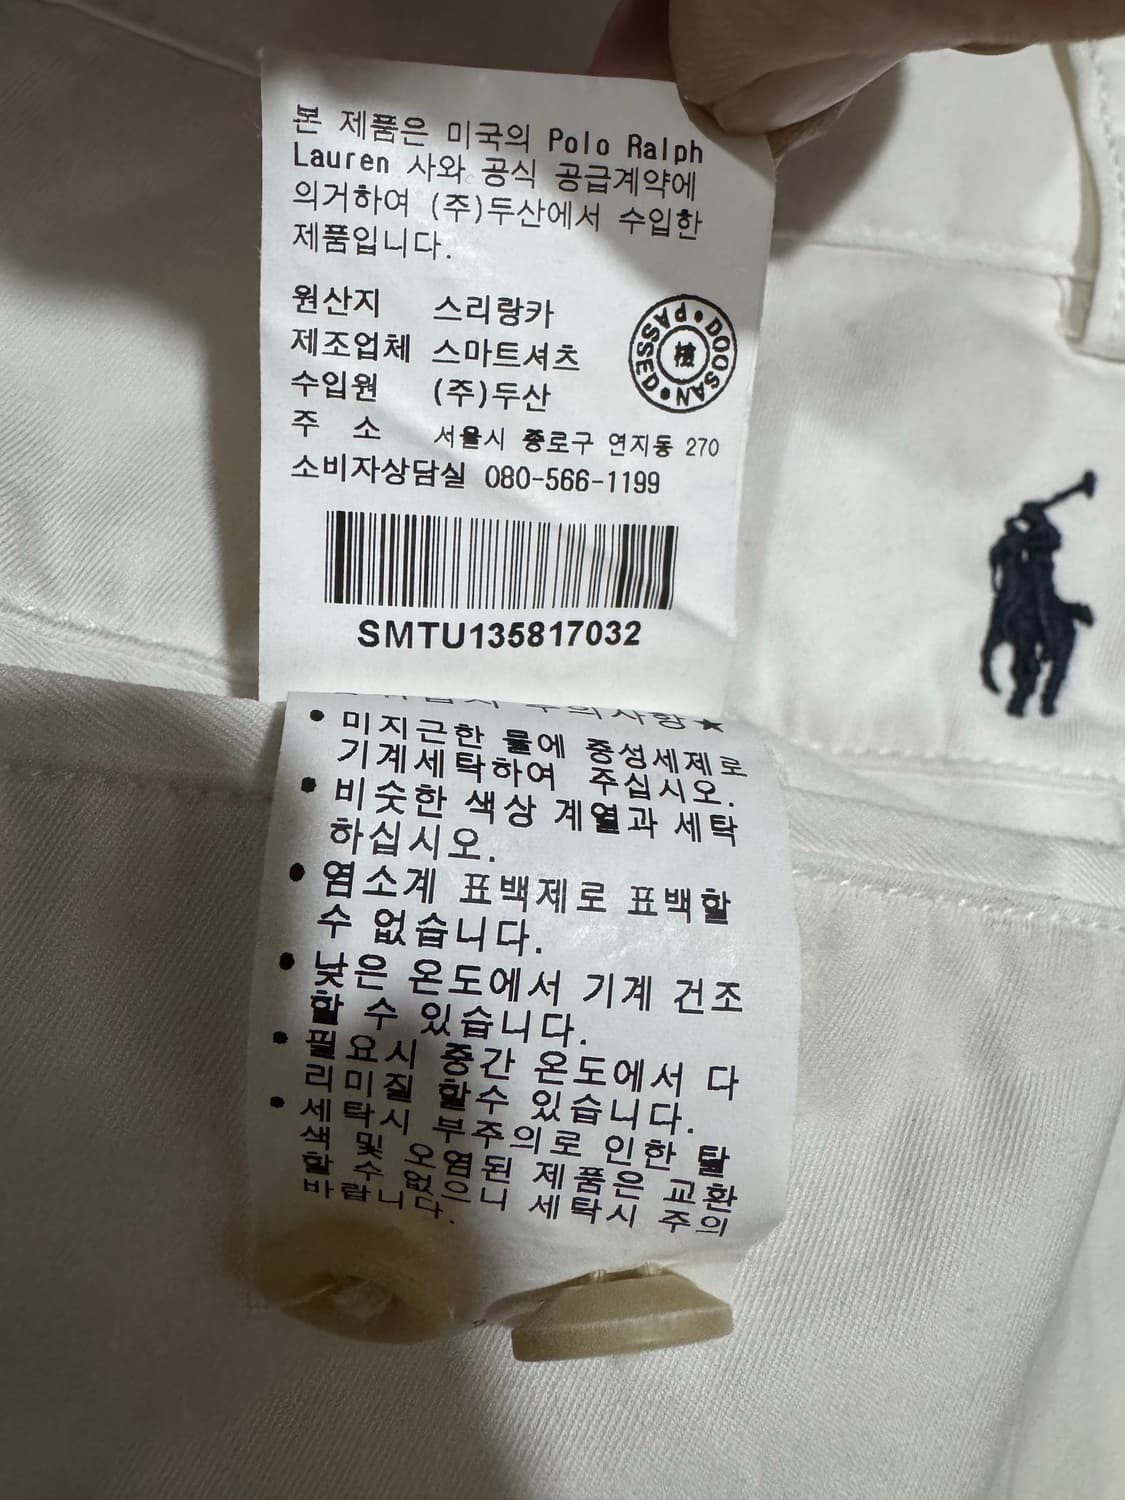 본 제품은 미국의 Polo Ralph
Lauren 사와 공식 공급계약에
의거하여 (주)두산에서 수입한
제품입니다.
원산지 스리랑카
제조업체 스마트셔츠
수입원 (주)두산
주 소 서울시 종로구 연지동 270
소비자상담실 080-566-1199
DOOSAN • PASSED •
檢
SMTU135817032
주의사항★
• 미지근한 물에 중성세제로
기계세탁하여 주십시오.
• 비슷한 색상 계열과 세탁
하십시오.
• 염소계 표백제로 표백할
수 없습니다.
• 낮은 온도에서 기계 건조
할 수 있습니다.
• 필요시 중간 온도에서 다
리미질 할수 있습니다.
• 세탁시 부주의로 인한 탈
색 및 오염된 제품은 교환
할 수 없으니 세탁시 주의
바랍니다.